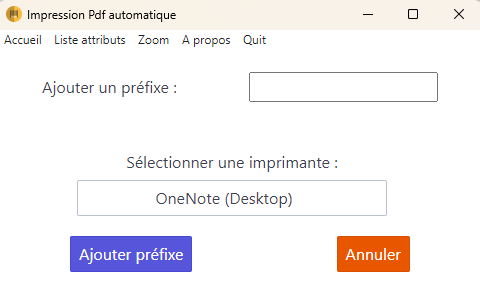 Impression Pdf automatique
Accueil Liste attributs Zoom A propos Quit
Ajouter un préfixe :
Sélectionner une imprimante :
OneNote (Desktop)
Ajouter préfixe Annuler